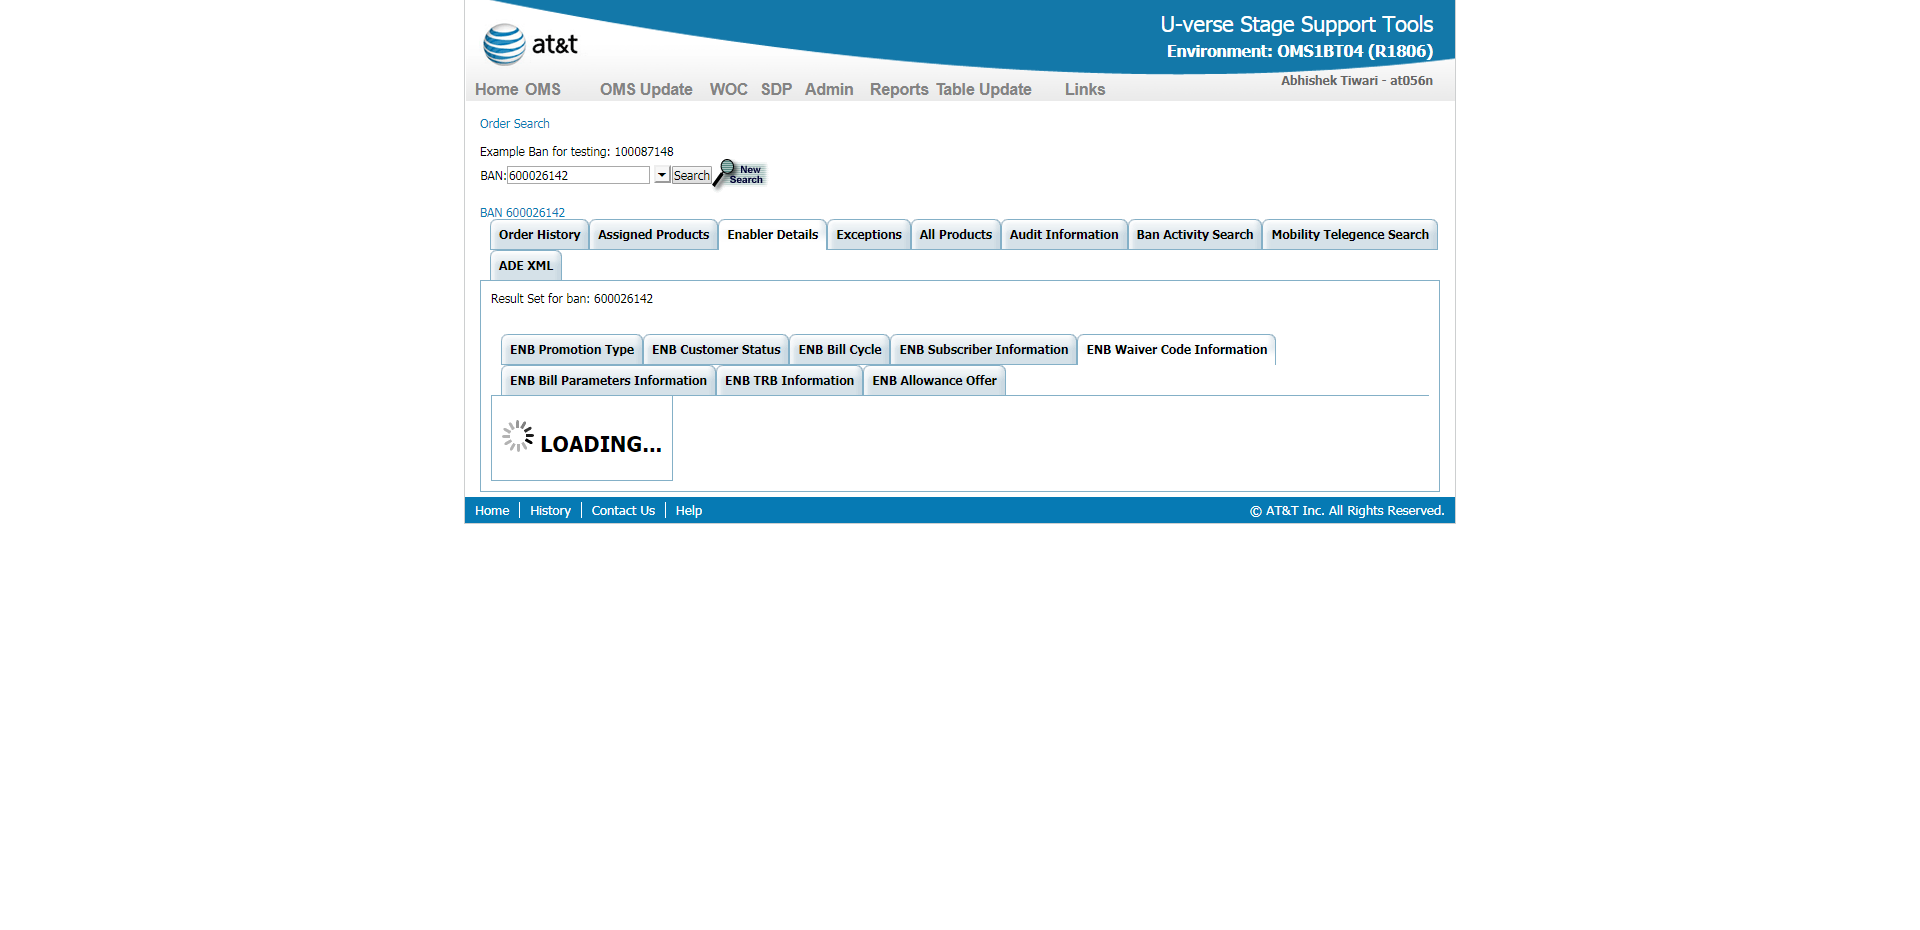 at&t
U-verse Stage Support Tools
Environment: OMS1BT04 (R1806)
Abhishek Tiwari - at056n
Home OMS OMS Update WOC SDP Admin Reports Table Update Links
Order Search
Example Ban for testing: 100087148
BAN: 600026142 Search New Search
BAN 600026142
Order History Assigned Products Enabler Details Exceptions All Products Audit Information Ban Activity Search Mobility Telegence Search
ADE XML
Result Set for ban: 600026142
ENB Promotion Type ENB Customer Status ENB Bill Cycle ENB Subscriber Information ENB Waiver Code Information
ENB Bill Parameters Information ENB TRB Information ENB Allowance Offer
LOADING...
Home History Contact Us Help © AT&T Inc. All Rights Reserved.